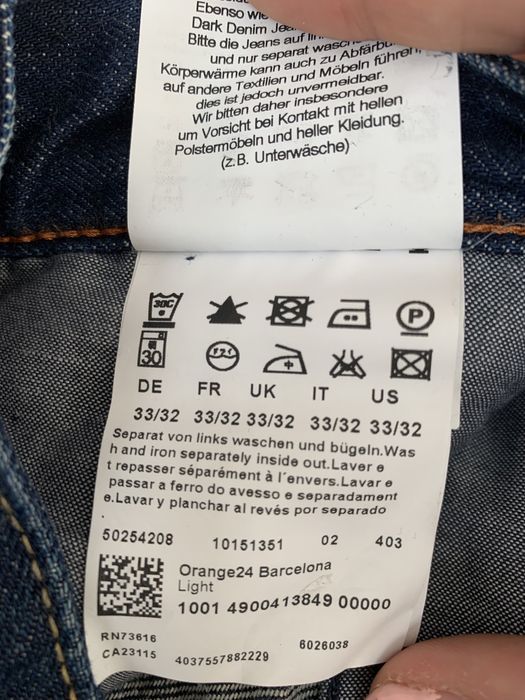 Ebenso wie
Dark Denim
Bitte die Jeans auf
und nur separat
Körperwärme kann auch zu
auf andere Textilien und Möbeln führen,
dies ist jedoch unvermeidbar.
Wir bitten daher insbesondere
um Vorsicht bei Kontakt mit hellen
Polstermöbeln und heller Kleidung.
(z.B. Unterwäsche)
30C
P
30
DE FR UK IT US
33/32 33/32 33/32 33/32 33/32
Separat von links waschen und bügeln.Was
h and iron separately inside out.Laver e
t repasser séparément à l'envers.Lavar e
passar a ferro do avesso e separadament
e.Lavar y planchar al revés por separado
50254208 10151351 02 403
Orange24 Barcelona
Light
1001 4900413849 00000
RN73616
CA23115 4037557882229 6026038